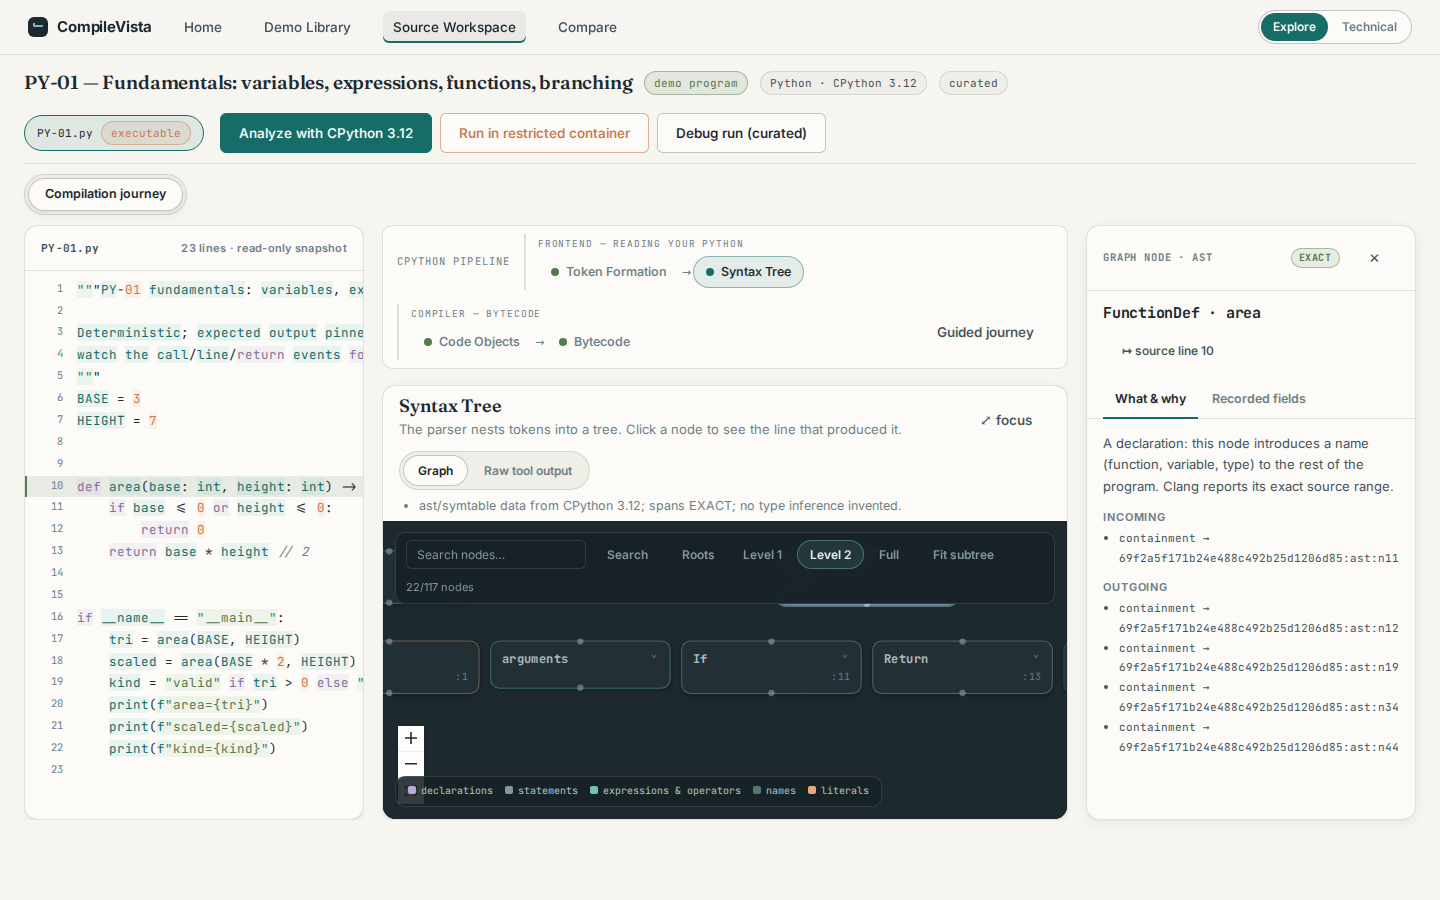 CompileVista
Home
Demo Library
Source Workspace
Compare
Explore
Technical
PY-01 — Fundamentals: variables, expressions, functions, branching
demo program
Python · CPython 3.12
curated
PY-01.py
executable
Analyze with CPython 3.12
Run in restricted container
Debug run (curated)
Compilation journey
PY-01.py
23 lines · read-only snapshot
1 """PY-01 fundamentals: variables, ex
2
3 Deterministic; expected output pinne
4 watch the call/line/return events fo
5 """
6 BASE = 3
7 HEIGHT = 7
8
9
10 def area(base: int, height: int) →
11 if base ⩽ 0 or height ⩽ 0:
12 return 0
13 return base * height // 2
14
15
16 if __name__ == "__main__":
17 tri = area(BASE, HEIGHT)
18 scaled = area(BASE * 2, HEIGHT)
19 kind = "valid" if tri > 0 else "
20 print(f"area={tri}")
21 print(f"scaled={scaled}")
22 print(f"kind={kind}")
23
CPYTHON PIPELINE
FRONTEND — READING YOUR PYTHON
Token Formation → Syntax Tree
COMPILER — BYTECODE
Code Objects → Bytecode
Guided journey
Syntax Tree
The parser nests tokens into a tree. Click a node to see the line that produced it.
⤢ focus
Graph
Raw tool output
• ast/symtable data from CPython 3.12; spans EXACT; no type inference invented.
Search nodes...
Search
Roots
Level 1
Level 2
Full
Fit subtree
22/117 nodes
:1
arguments
If
:11
Return
:13
+
−
declarations
statements
expressions & operators
names
literals
GRAPH NODE · AST
EXACT
×
FunctionDef · area
↦ source line 10
What & why
Recorded fields
A declaration: this node introduces a name
(function, variable, type) to the rest of the
program. Clang reports its exact source range.
INCOMING
• containment →
69f2a5f171b24e488c492b25d1206d85:ast:n11
OUTGOING
• containment →
69f2a5f171b24e488c492b25d1206d85:ast:n12
• containment →
69f2a5f171b24e488c492b25d1206d85:ast:n19
• containment →
69f2a5f171b24e488c492b25d1206d85:ast:n34
• containment →
69f2a5f171b24e488c492b25d1206d85:ast:n44